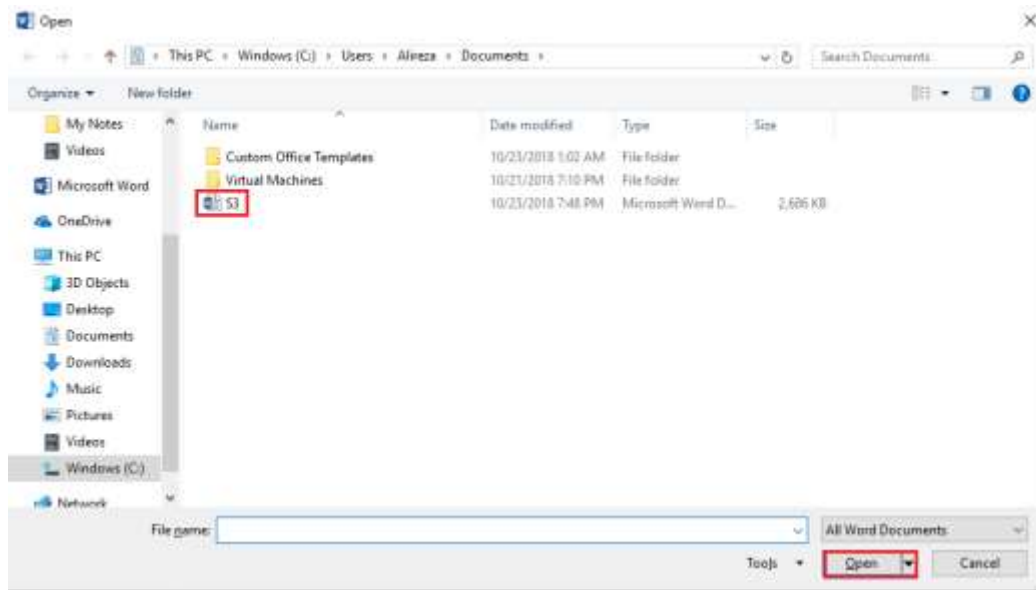 Open
This PC › Windows (C:) › Users › Alireza › Documents ›
Search Documents
Organize
New folder
Name
Date modified
Type
Size
My Notes
Videos
Microsoft Word
OneDrive
This PC
3D Objects
Desktop
Documents
Downloads
Music
Pictures
Videos
Windows (C:)
Network
Custom Office Templates 10/23/2018 1:02 AM File folder
Virtual Machines 10/21/2018 7:10 PM File folder
S3 10/23/2018 7:48 PM Microsoft Word D... 2,686 KB
File name:
All Word Documents
Tools
Open
Cancel